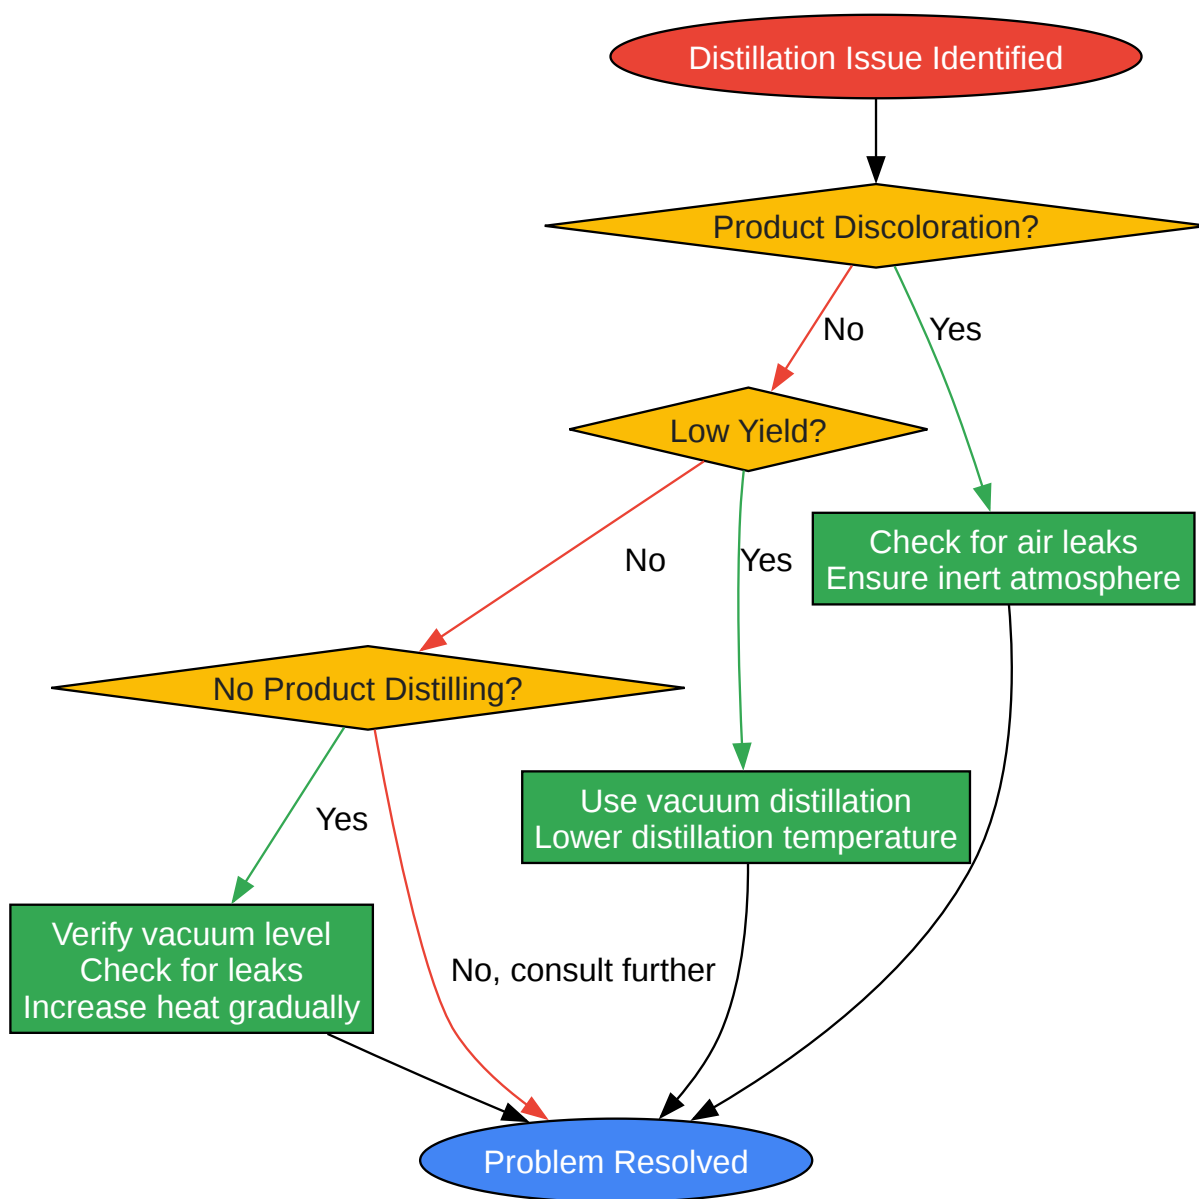 Distillation Issue Identified
Product Discoloration?
No
Yes
Low Yield?
No
Yes
Check for air leaks
Ensure inert atmosphere
No Product Distilling?
Yes
Use vacuum distillation
Lower distillation temperature
Verify vacuum level
Check for leaks
Increase heat gradually
No, consult further
Problem Resolved